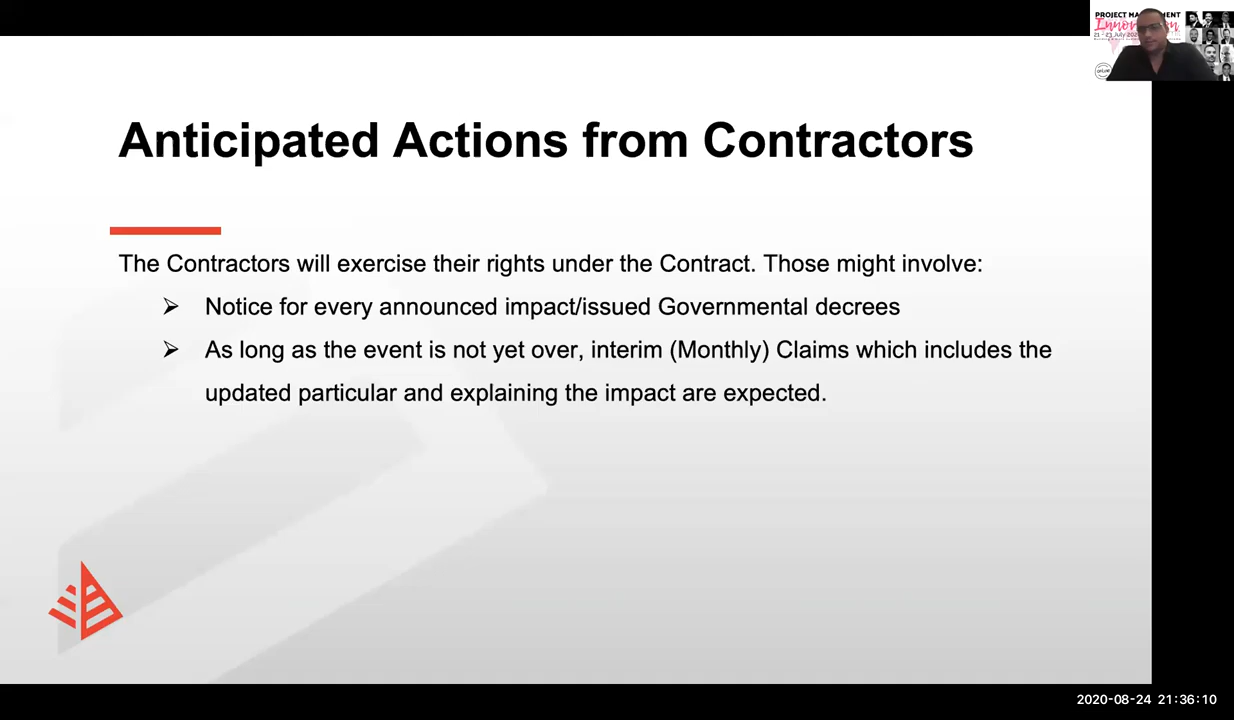 PROJECT MANAGEMENT
Anticipated Actions from Contractors
The Contractors will exercise their rights under the Contract. Those might involve:
➢ Notice for every announced impact/issued Governmental decrees
➢ As long as the event is not yet over, interim (Monthly) Claims which includes the
updated particular and explaining the impact are expected.
2020-08-24 21:36:10